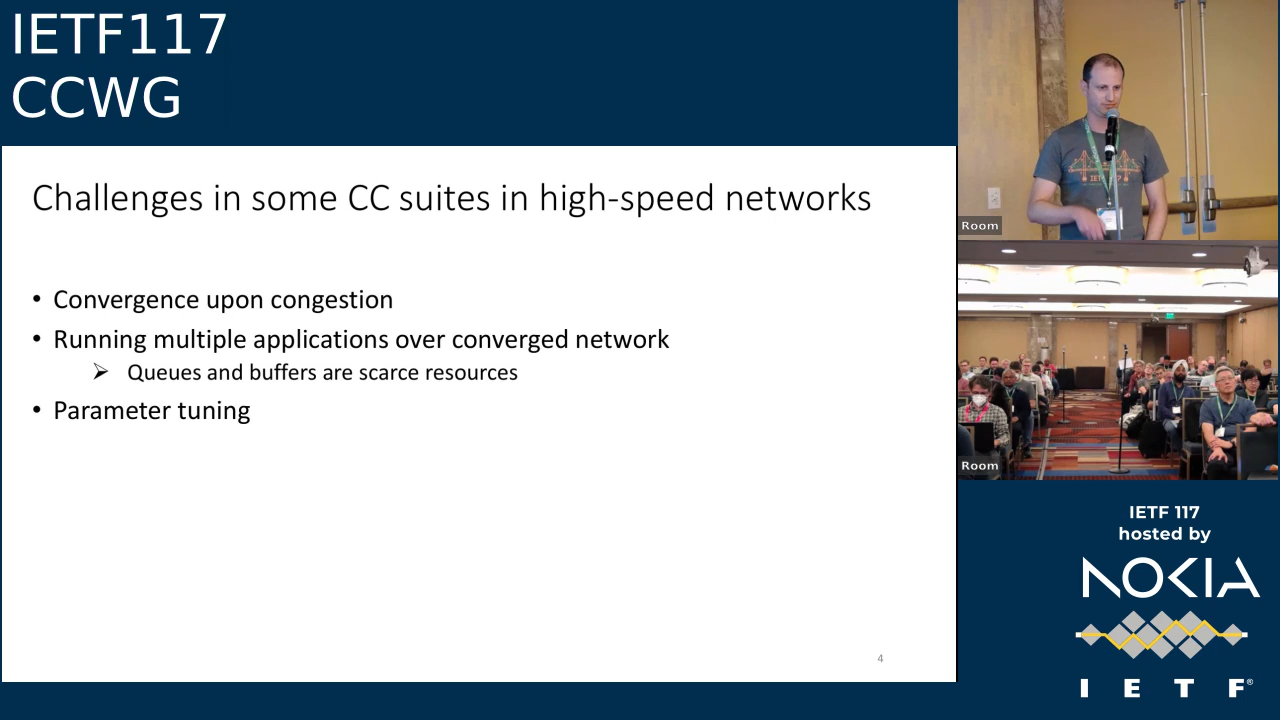 IETF117
CCWG
Challenges in some CC suites in high-speed networks
• Convergence upon congestion
• Running multiple applications over converged network
➢ Queues and buffers are scarce resources
• Parameter tuning
4
Room
Room
IETF 117
hosted by
NOKIA
I E T F®